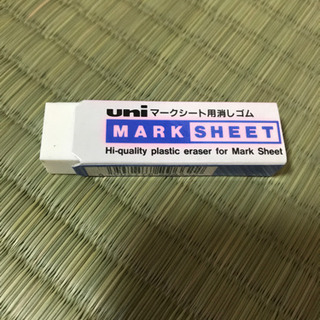 uni マークシート用消しゴム
MARK SHEET
Hi-quality plastic eraser for Mark Sheet